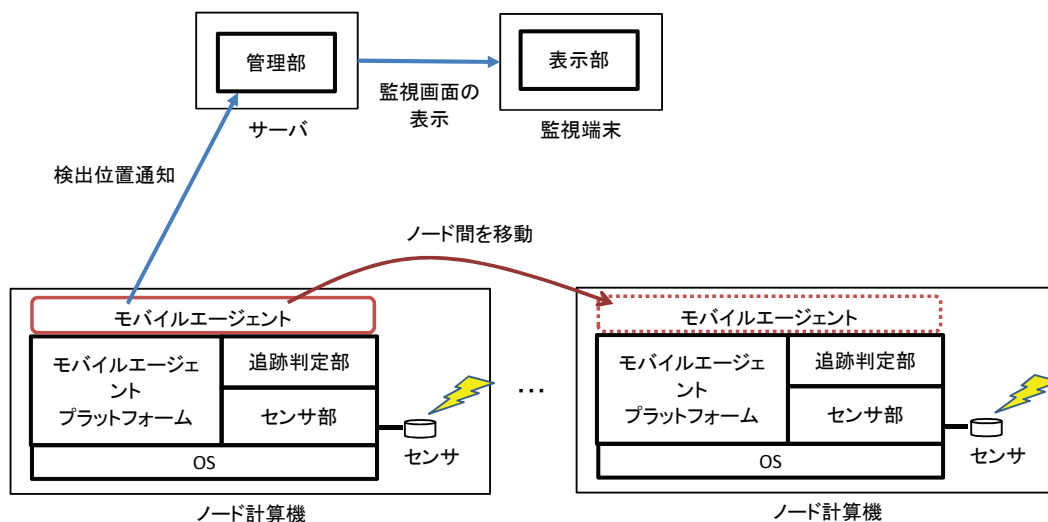 管理部
サーバ
監視画面の
表示
表示部
監視端末
検出位置通知
ノード間を移動
モバイルエージェント
モバイルエージェ
ント
プラットフォーム
追跡判定部
センサ部
OS
センサ
ノード計算機
…
モバイルエージェント
モバイルエージェ
ント
プラットフォーム
追跡判定部
センサ部
OS
センサ
ノード計算機